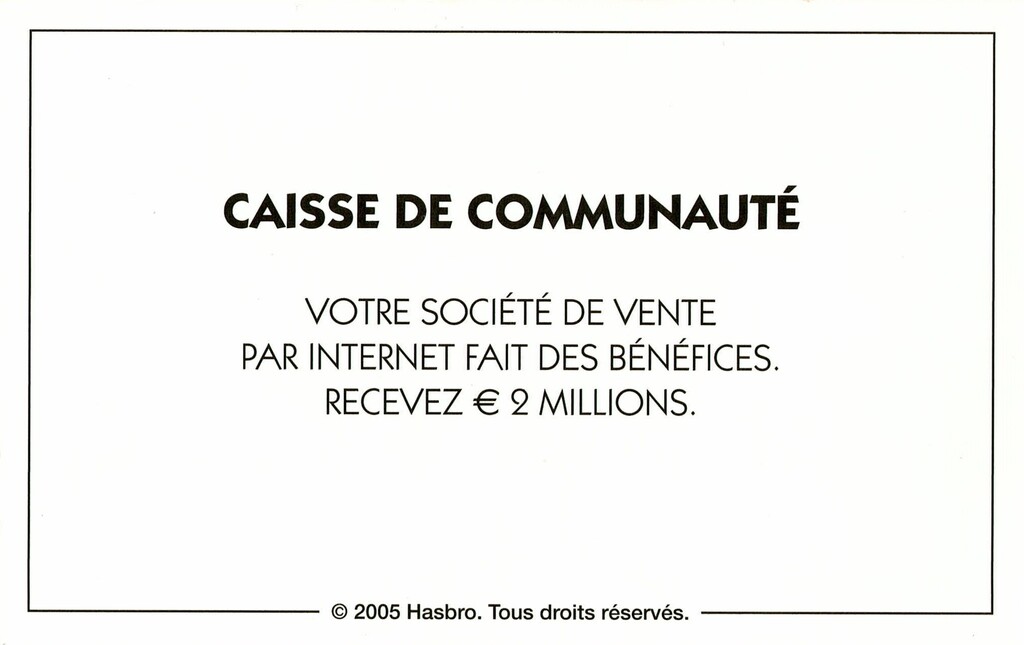 CAISSE DE COMMUNAUTÉ
VOTRE SOCIÉTÉ DE VENTE
PAR INTERNET FAIT DES BÉNÉFICES.
RECEVEZ € 2 MILLIONS.
© 2005 Hasbro. Tous droits réservés.